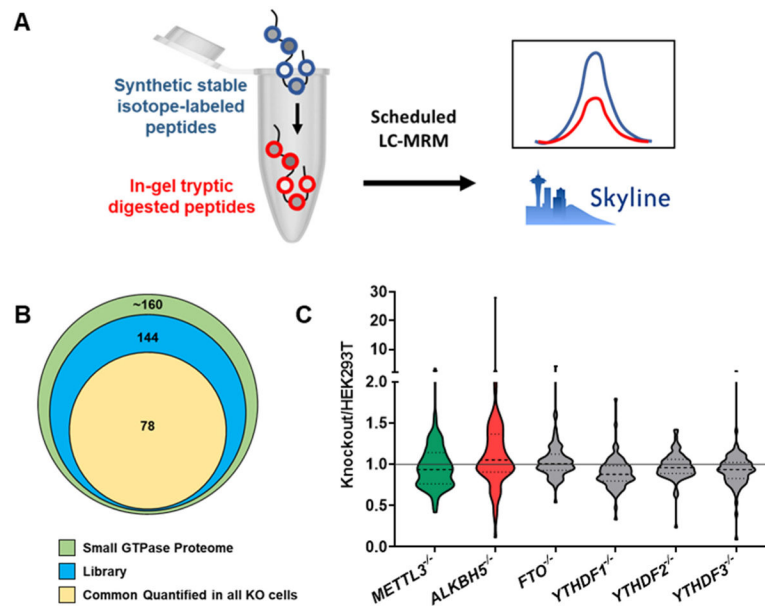 A
Synthetic stable
isotope-labeled
peptides
In-gel tryptic
digested peptides
Scheduled
LC-MRM
Skyline
B
~160
144
78
Small GTPase Proteome
Library
Common Quantified in all KO cells
C
Knockout/HEK293T
30
20
10
2.0
1.5
1.0
0.5
0.0
METTL3-/-
ALKBH5-/-
FTO-/-
YTHDF1-/-
YTHDF2-/-
YTHDF3-/-